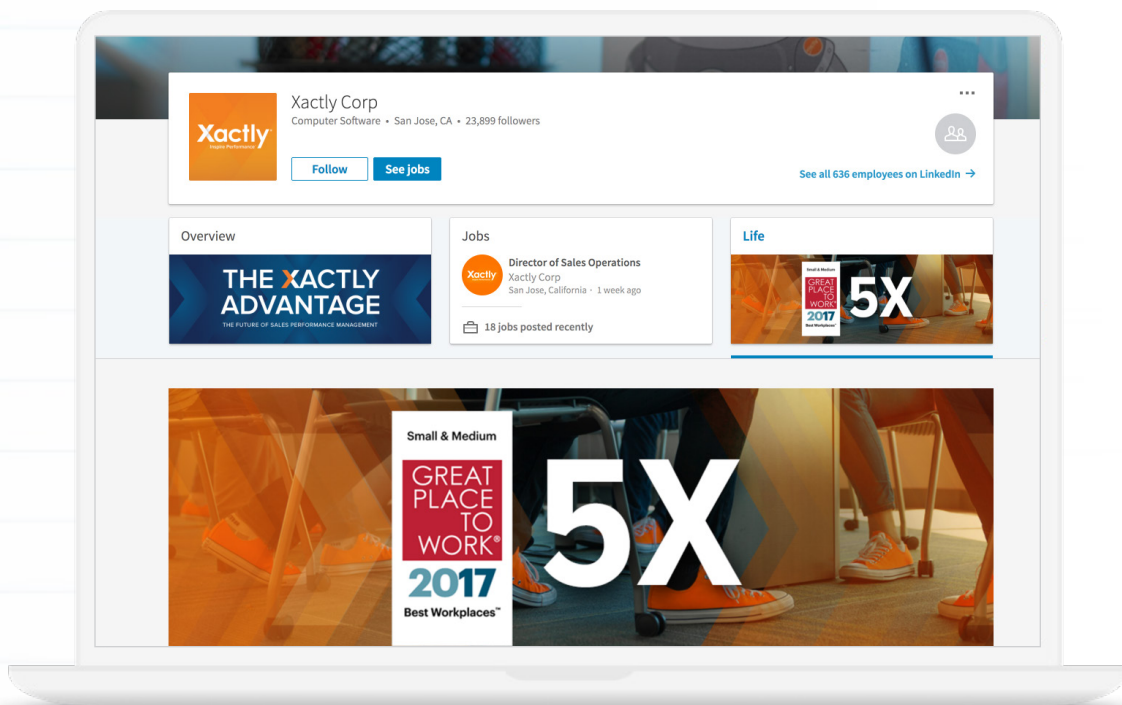 Xactly
Inspire Performance
Xactly Corp
Computer Software • San Jose, CA • 23,899 followers
•••
Follow
See jobs
See all 636 employees on LinkedIn →
Overview
THE XACTLY
ADVANTAGE
THE FUTURE OF SALES PERFORMANCE MANAGEMENT
Jobs
Xactly
Director of Sales Operations
Xactly Corp
San Jose, California · 1 week ago
18 jobs posted recently
Life
Small & Medium
GREAT
PLACE
TO
WORK®
2017
Best Workplaces™
5X
Small & Medium
GREAT
PLACE
TO
WORK®
2017
Best Workplaces™
5X